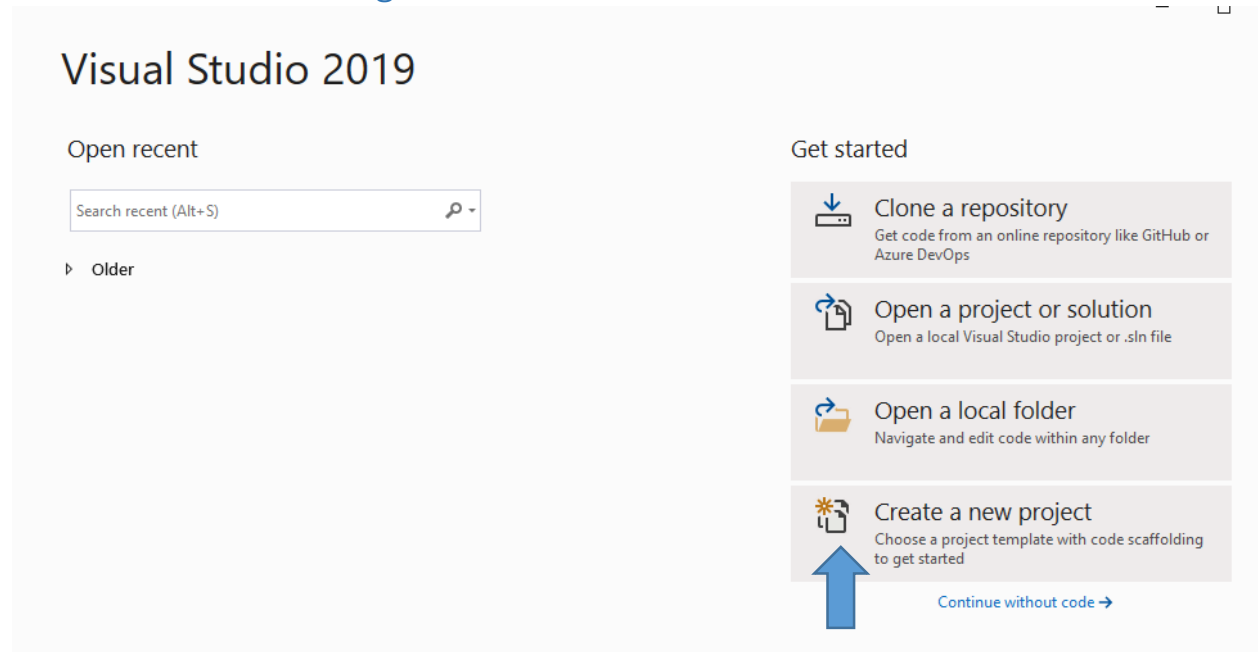 Visual Studio 2019
Open recent
Search recent (Alt+S)
Older
Get started
Clone a repository
Get code from an online repository like GitHub or
Azure DevOps
Open a project or solution
Open a local Visual Studio project or .sln file
Open a local folder
Navigate and edit code within any folder
Create a new project
Choose a project template with code scaffolding
to get started
Continue without code →